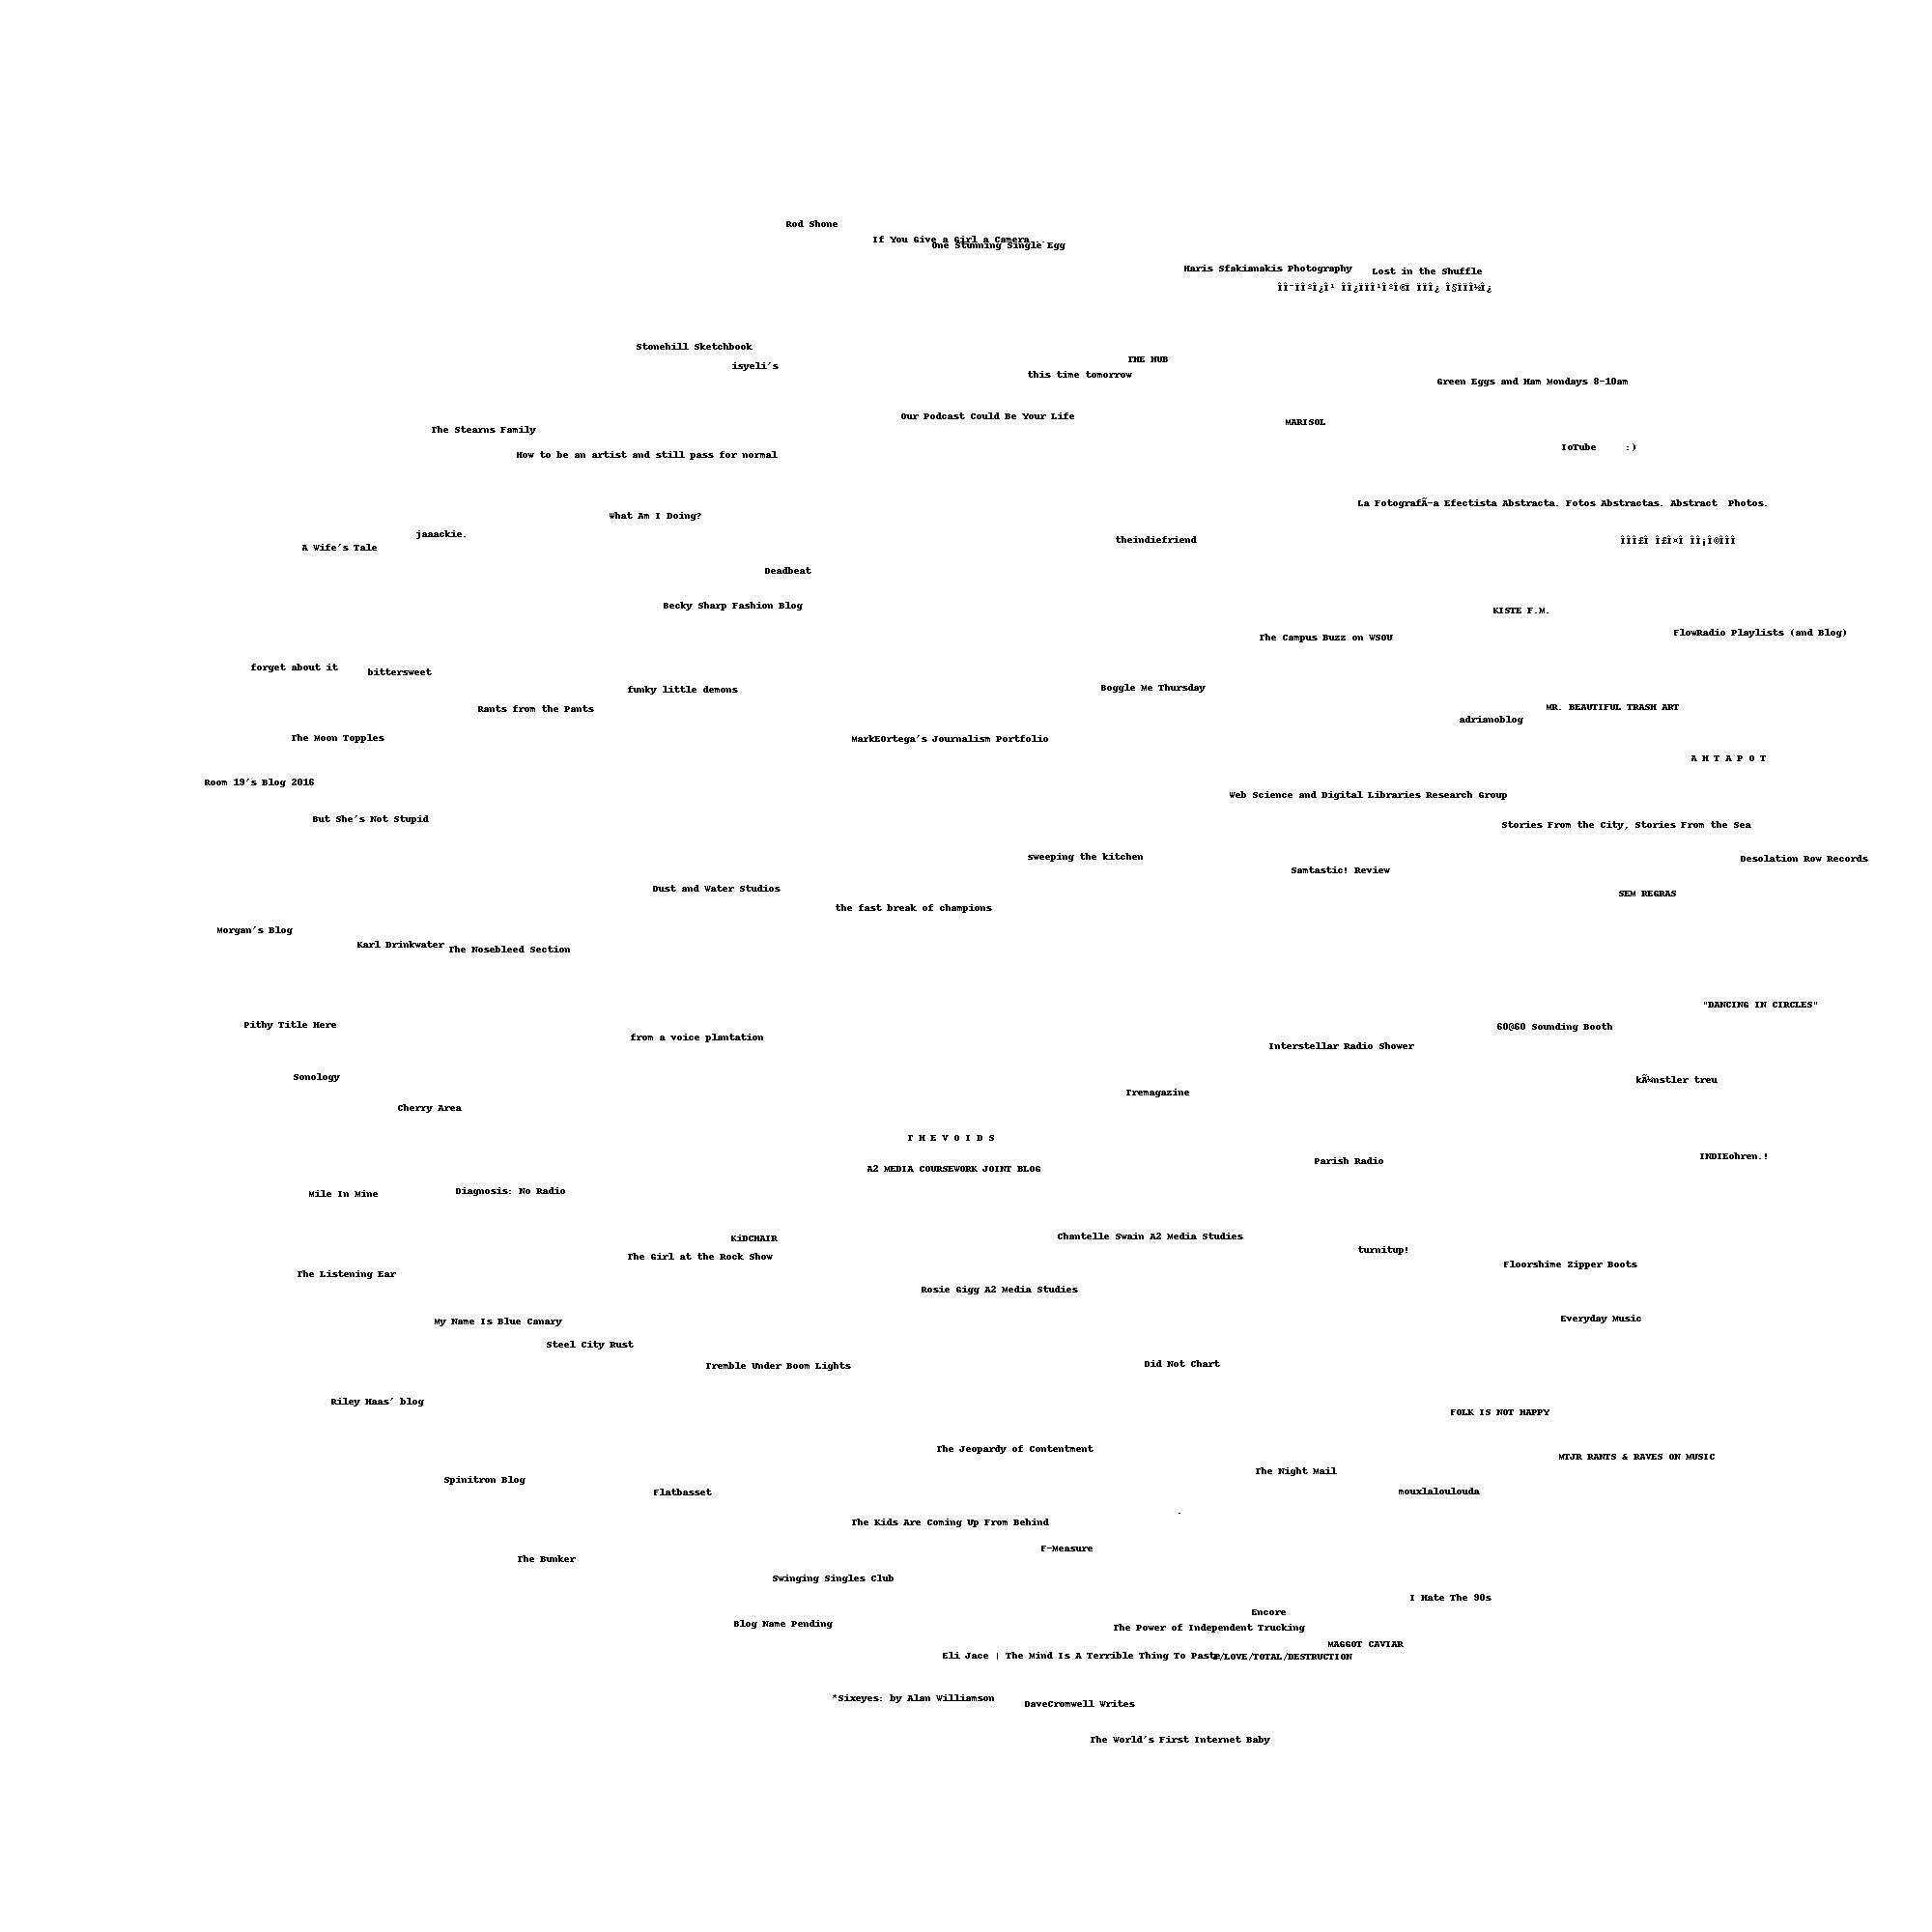 Rod Shone
If You Give a Girl a Camera...
One Stunning Single Egg
Haris Sfakianakis Photography
Lost in the Shuffle
Stonehill Sketchbook
THE HUB
isyeli's
this time tomorrow
Green Eggs and Ham Mondays 8-10am
Our Podcast Could Be Your Life
MARISOL
The Stearns Family
IoTube :)
How to be an artist and still pass for normal
La FotografÃ-a Efectista Abstracta. Fotos Abstractas. Abstract Photos.
What Am I Doing?
jaaackie.
theindiefriend
A Wife's Tale
Deadbeat
Becky Sharp Fashion Blog
KISTE F.M.
FlowRadio Playlists (and Blog)
The Campus Buzz on WSOU
forget about it
bittersweet
Boggle Me Thursday
funky little demons
MR. BEAUTIFUL TRASH ART
Rants from the Pants
adrianoblog
The Moon Topples
MarkEOrtega's Journalism Portfolio
A H T A P O T
Room 19's Blog 2016
Web Science and Digital Libraries Research Group
But She's Not Stupid
Stories From the City, Stories From the Sea
sweeping the kitchen
Desolation Row Records
Samtastic! Review
Dust and Water Studios
SEM REGRAS
the fast break of champions
Morgan's Blog
Karl Drinkwater
The Nosebleed Section
"DANCING IN CIRCLES"
Pithy Title Here
60@60 Sounding Booth
from a voice plantation
Interstellar Radio Shower
Sonology
kÃ¼nstler treu
Tremagazine
Cherry Area
T H E V O I D S
INDIEohren.!
Parish Radio
A2 MEDIA COURSEWORK JOINT BLOG
Diagnosis: No Radio
Mile In Mine
Chantelle Swain A2 Media Studies
KiDCHAIR
turnitup!
The Girl at the Rock Show
Floorshime Zipper Boots
The Listening Ear
Rosie Gigg A2 Media Studies
Everyday Music
My Name Is Blue Canary
Steel City Rust
Did Not Chart
Tremble Under Boom Lights
Riley Haas' blog
FOLK IS NOT HAPPY
The Jeopardy of Contentment
MTJR RANTS & RAVES ON MUSIC
The Night Mail
Spinitron Blog
mouxlaloulouda
Flatbasset
The Kids Are Coming Up From Behind
F-Measure
The Bunker
Swinging Singles Club
I Hate The 90s
Encore
Blog Name Pending
The Power of Independent Trucking
MAGGOT CAVIAR
Eli Jace | The Mind Is A Terrible Thing To Paste
/LOVE/TOTAL/DESTRUCTION
*Sixeyes: by Alan Williamson
DaveCromwell Writes
The World's First Internet Baby